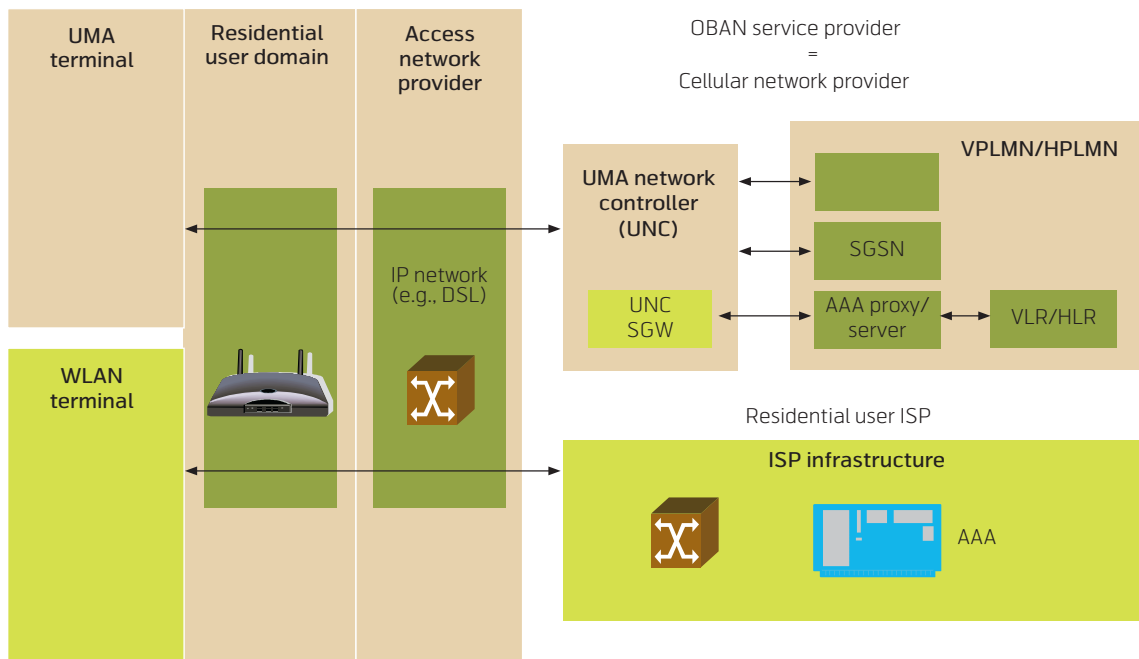 UMA
terminal
Residential
user domain
Access
network
provider
OBAN service provider
=
Cellular network provider
VPLMN/HPLMN
UMA network
controller
(UNC)
SGSN
IP network
(e.g., DSL)
UNC
SGW
AAA proxy/
server
VLR/HLR
WLAN
terminal
Residential user ISP
ISP infrastructure
AAA